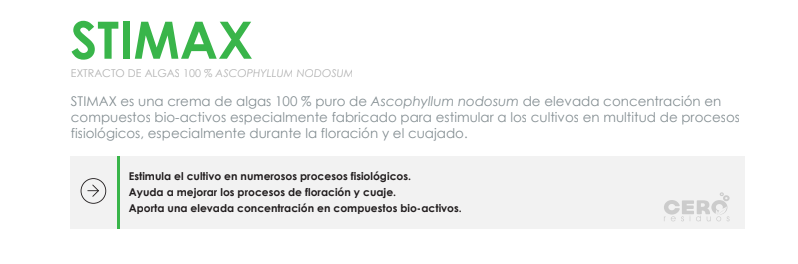 STIMAX
EXTRACTO DE ALGAS 100 % ASCOPHYLLUM NODOSUM
STIMAX es una crema de algas 100 % puro de Ascophyllum nodosum de elevada concentración en
compuestos bio-activos especialmente fabricado para estimular a los cultivos en multitud de procesos
fisiológicos, especialmente durante la floración y el cuajado.
Estimula el cultivo en numerosos procesos fisiológicos.
Ayuda a mejorar los procesos de floración y cuaje.
Aporta una elevada concentración en compuestos bio-activos.
CERO
residuos